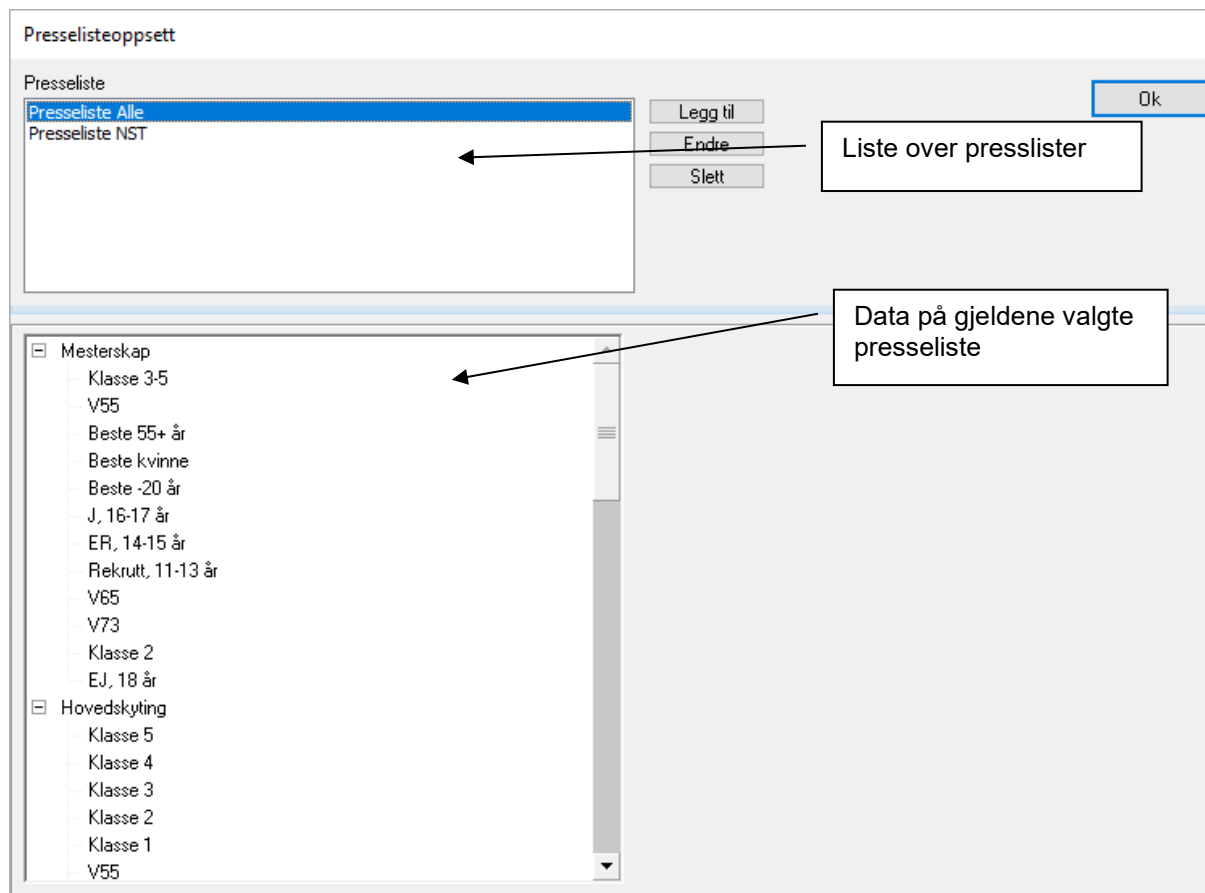 Presselisteoppsett
Presseliste
Presseliste Alle
Presseliste NST
Legg til
Endre
Slett
Ok
Liste over presslister
Data på gjeldene valgte
presseliste
Mesterskap
Klasse 3-5
V55
Beste 55+ år
Beste kvinne
Beste -20 år
J, 16-17 år
ER, 14-15 år
Rekrutt, 11-13 år
V65
V73
Klasse 2
EJ, 18 år
Hovedskyting
Klasse 5
Klasse 4
Klasse 3
Klasse 2
Klasse 1
V55